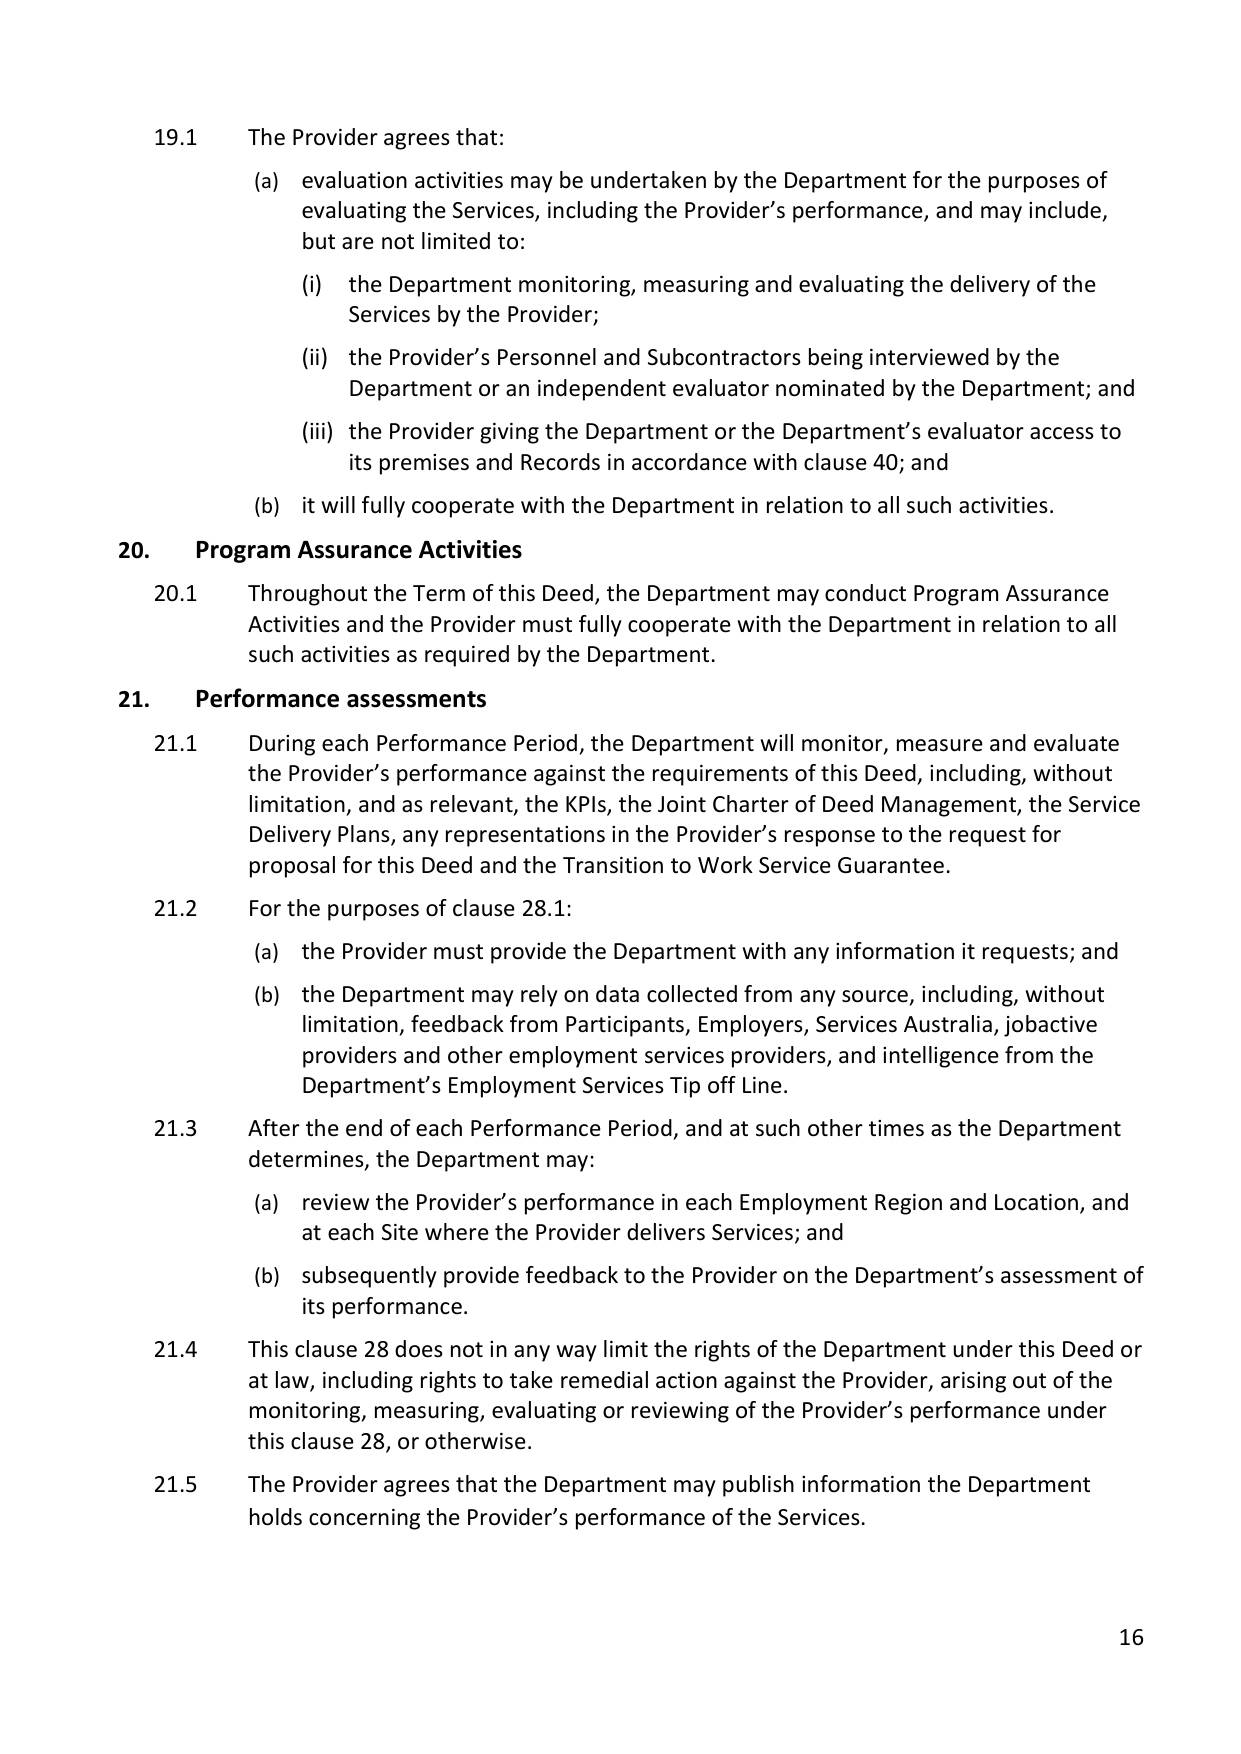 19.1 The Provider agrees that:
(a) evaluation activities may be undertaken by the Department for the purposes of
evaluating the Services, including the Provider’s performance, and may include,
but are not limited to:
(i) the Department monitoring, measuring and evaluating the delivery of the
Services by the Provider;
(ii) the Provider’s Personnel and Subcontractors being interviewed by the
Department or an independent evaluator nominated by the Department; and
(iii) the Provider giving the Department or the Department’s evaluator access to
its premises and Records in accordance with clause 40; and
(b) it will fully cooperate with the Department in relation to all such activities.
20. Program Assurance Activities
20.1 Throughout the Term of this Deed, the Department may conduct Program Assurance
Activities and the Provider must fully cooperate with the Department in relation to all
such activities as required by the Department.
21. Performance assessments
21.1 During each Performance Period, the Department will monitor, measure and evaluate
the Provider’s performance against the requirements of this Deed, including, without
limitation, and as relevant, the KPIs, the Joint Charter of Deed Management, the Service
Delivery Plans, any representations in the Provider’s response to the request for
proposal for this Deed and the Transition to Work Service Guarantee.
21.2 For the purposes of clause 28.1:
(a) the Provider must provide the Department with any information it requests; and
(b) the Department may rely on data collected from any source, including, without
limitation, feedback from Participants, Employers, Services Australia, jobactive
providers and other employment services providers, and intelligence from the
Department’s Employment Services Tip off Line.
21.3 After the end of each Performance Period, and at such other times as the Department
determines, the Department may:
(a) review the Provider’s performance in each Employment Region and Location, and
at each Site where the Provider delivers Services; and
(b) subsequently provide feedback to the Provider on the Department’s assessment of
its performance.
21.4 This clause 28 does not in any way limit the rights of the Department under this Deed or
at law, including rights to take remedial action against the Provider, arising out of the
monitoring, measuring, evaluating or reviewing of the Provider’s performance under
this clause 28, or otherwise.
21.5 The Provider agrees that the Department may publish information the Department
holds concerning the Provider’s performance of the Services.
16